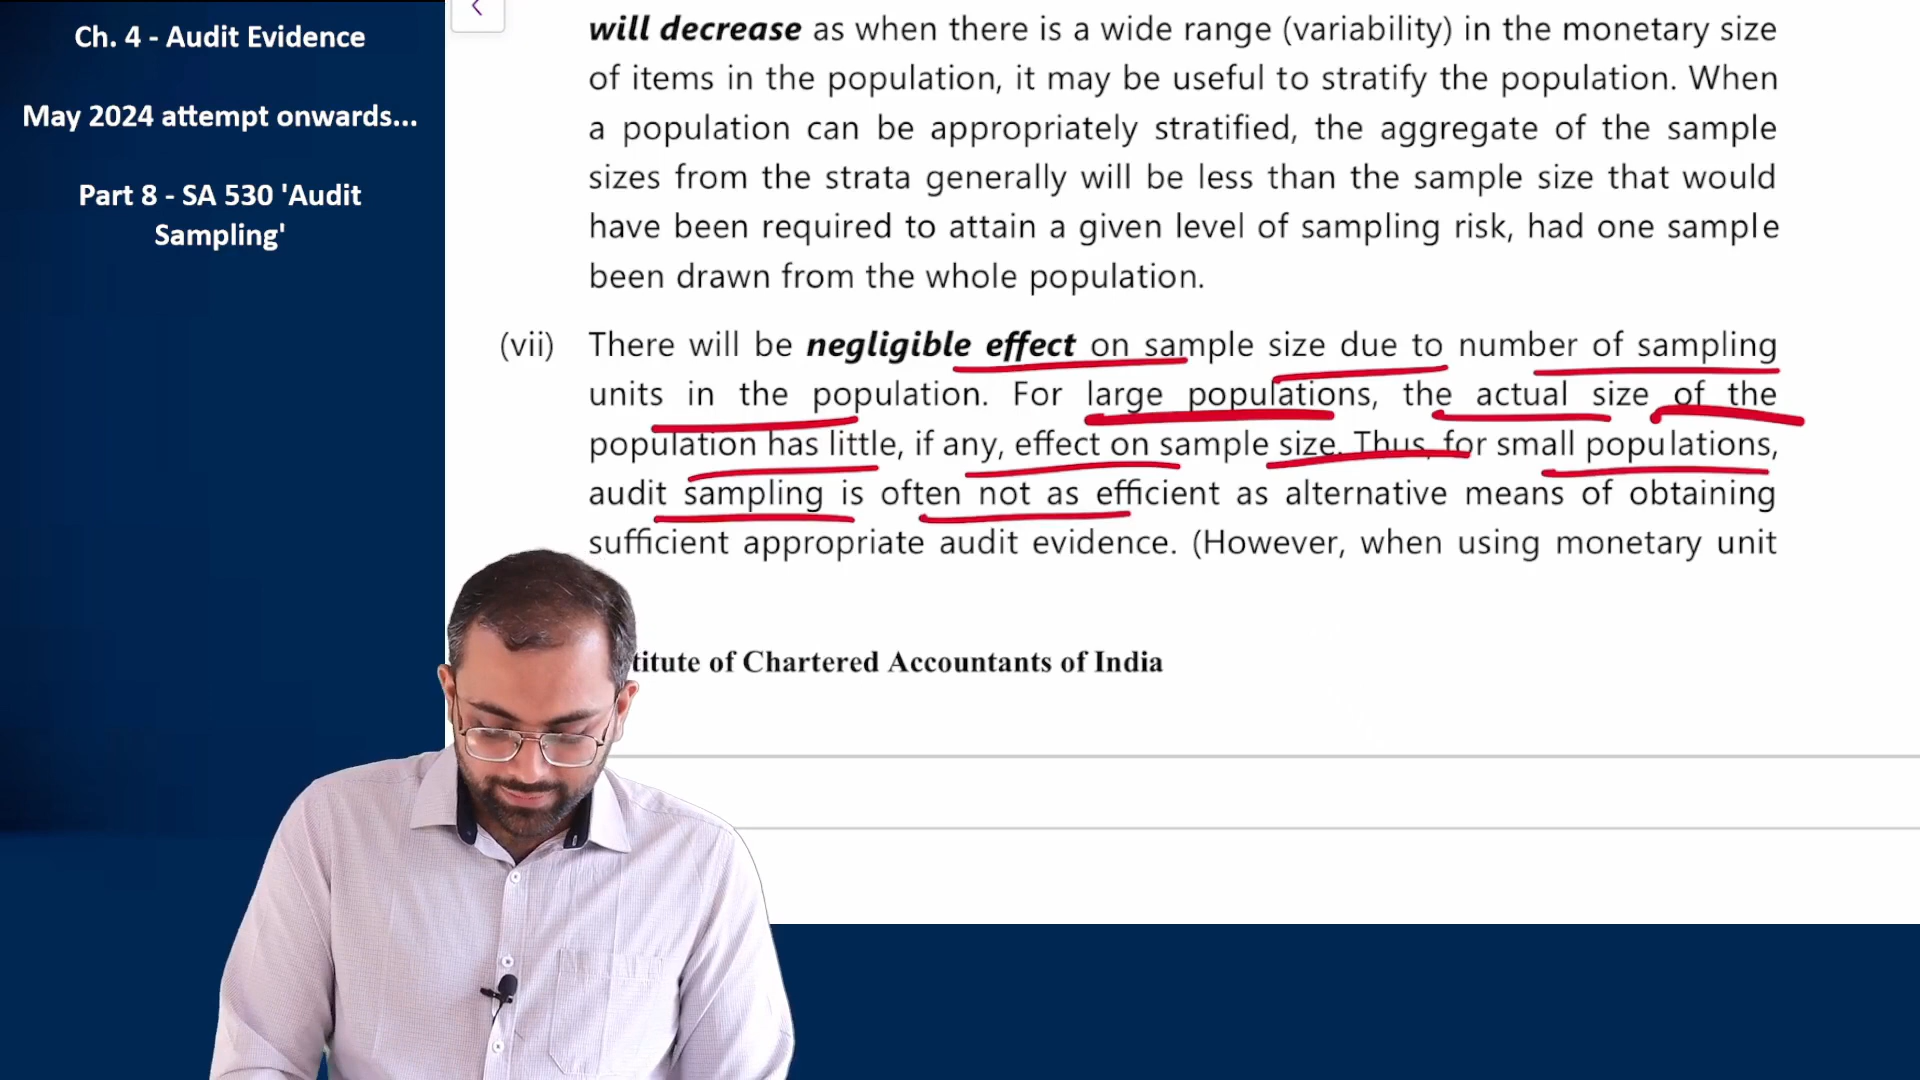 Ch. 4 - Audit Evidence
May 2024 attempt onwards...
Part 8 - SA 530 'Audit
Sampling'
will decrease as when there is a wide range (variability) in the monetary size
of items in the population, it may be useful to stratify the population. When
a population can be appropriately stratified, the aggregate of the sample
sizes from the strata generally will be less than the sample size that would
have been required to attain a given level of sampling risk, had one sample
been drawn from the whole population.
(vii) There will be negligible effect on sample size due to number of sampling
units in the population. For large populations, the actual size of the
population has little, if any, effect on sample size. Thus, for small populations,
audit sampling is often not as efficient as alternative means of obtaining
sufficient appropriate audit evidence. (However, when using monetary unit
titute of Chartered Accountants of India